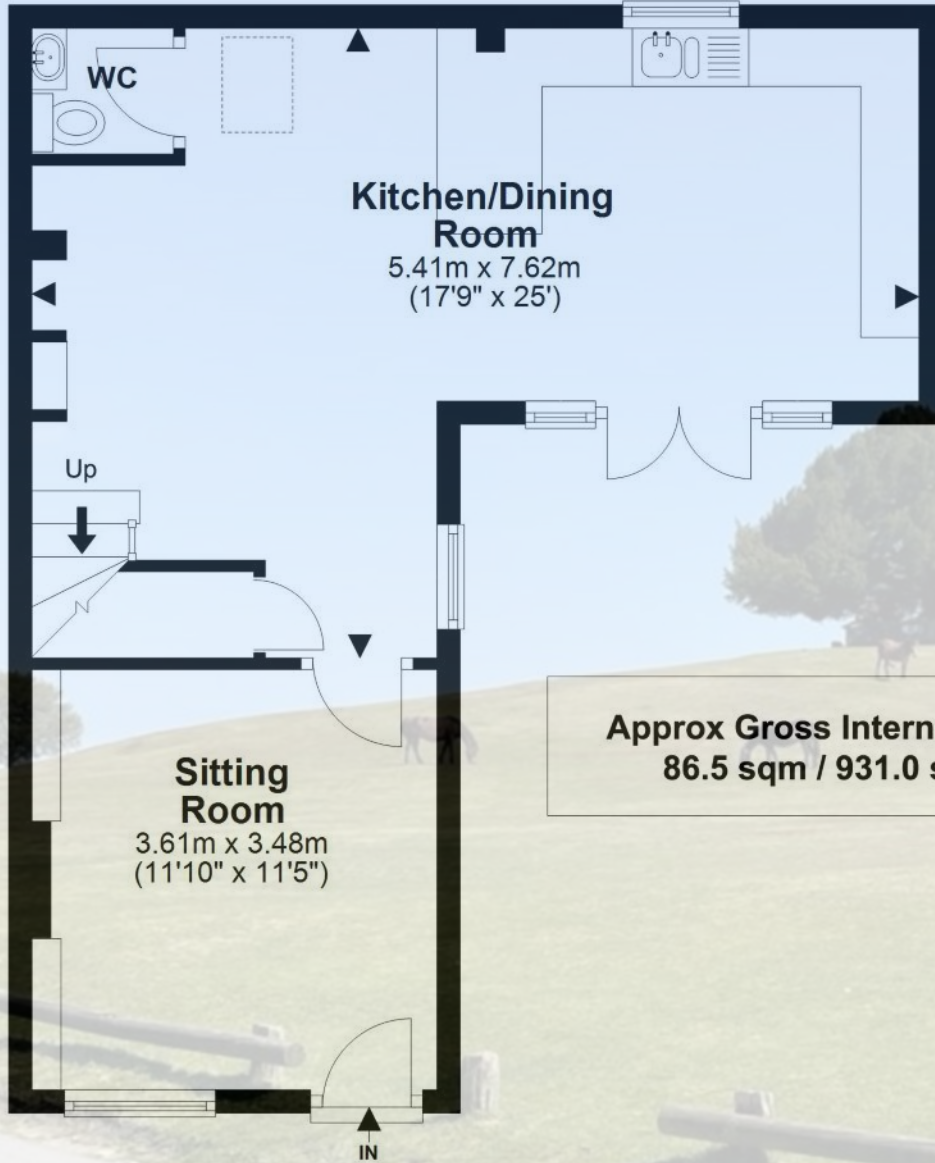 WC
Kitchen/Dining
Room
5.41m x 7.62m
(17'9" x 25')
Up
Approx Gross Intern
86.5 sqm / 931.0 s
Sitting
Room
3.61m x 3.48m
(11'10" x 11'5")
IN